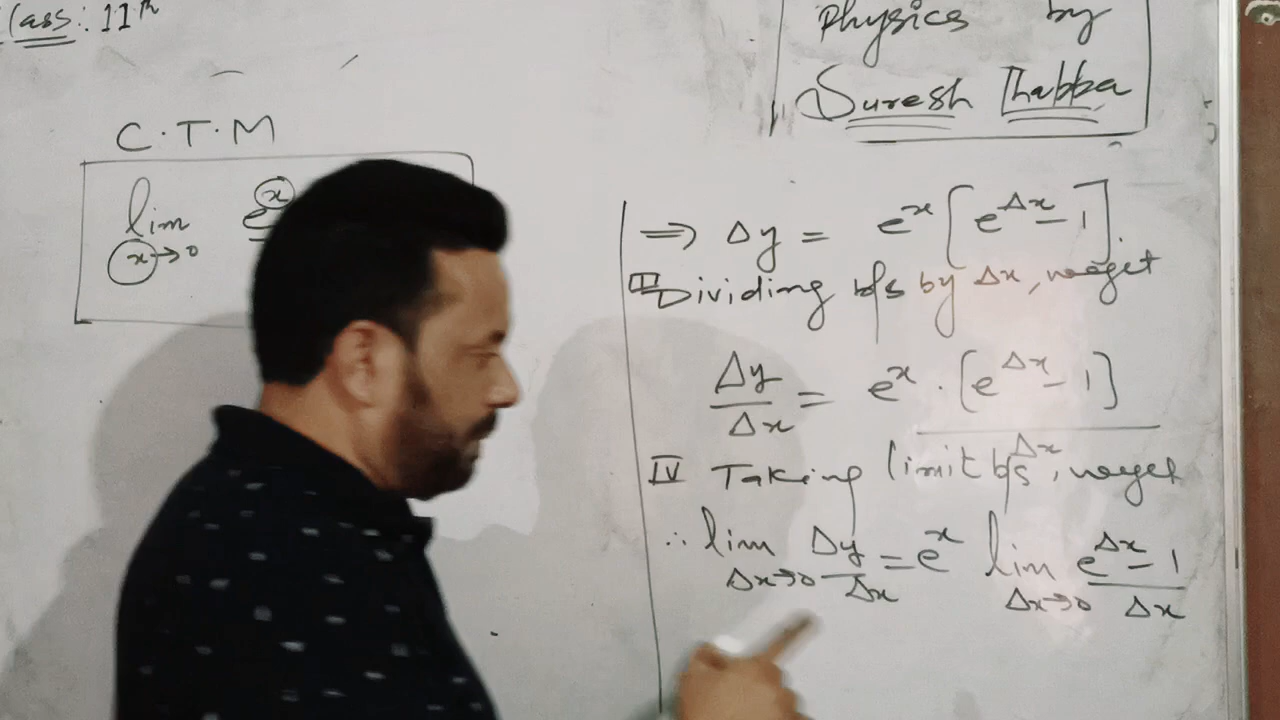 Class: 11th
Physics by
Suresh Thabba
C.T.M
lim e^x
x→0
⇒ Δy = e^x [e^Δx - 1]
III Dividing b/s by Δx, we get
Δy/Δx = e^x . [e^Δx - 1]/Δx
IV Taking limit b/s, we get
∴ lim Δy/Δx = e^x lim e^Δx - 1/Δx
Δx→0 Δx→0